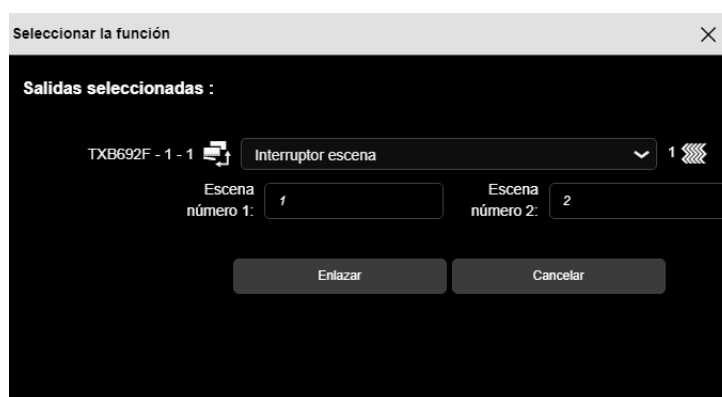 Seleccionar la función
Salidas seleccionadas :
TXB692F - 1 - 1 Interruptor escena 1
Escena número 1: 1 Escena número 2: 2
Enlazar Cancelar